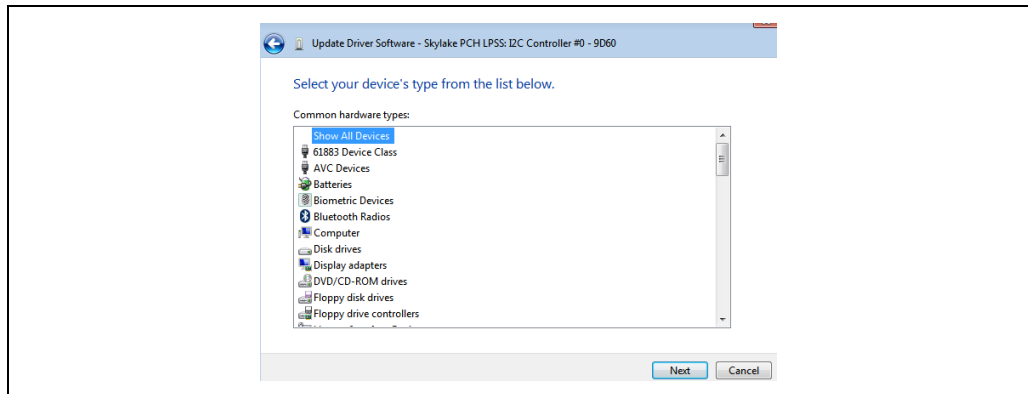 Update Driver Software - Skylake PCH LPSS: I2C Controller #0 - 9D60
Select your device's type from the list below.
Common hardware types:
Show All Devices
61883 Device Class
AVC Devices
Batteries
Biometric Devices
Bluetooth Radios
Computer
Disk drives
Display adapters
DVD/CD-ROM drives
Floppy disk drives
Floppy drive controllers
Next Cancel